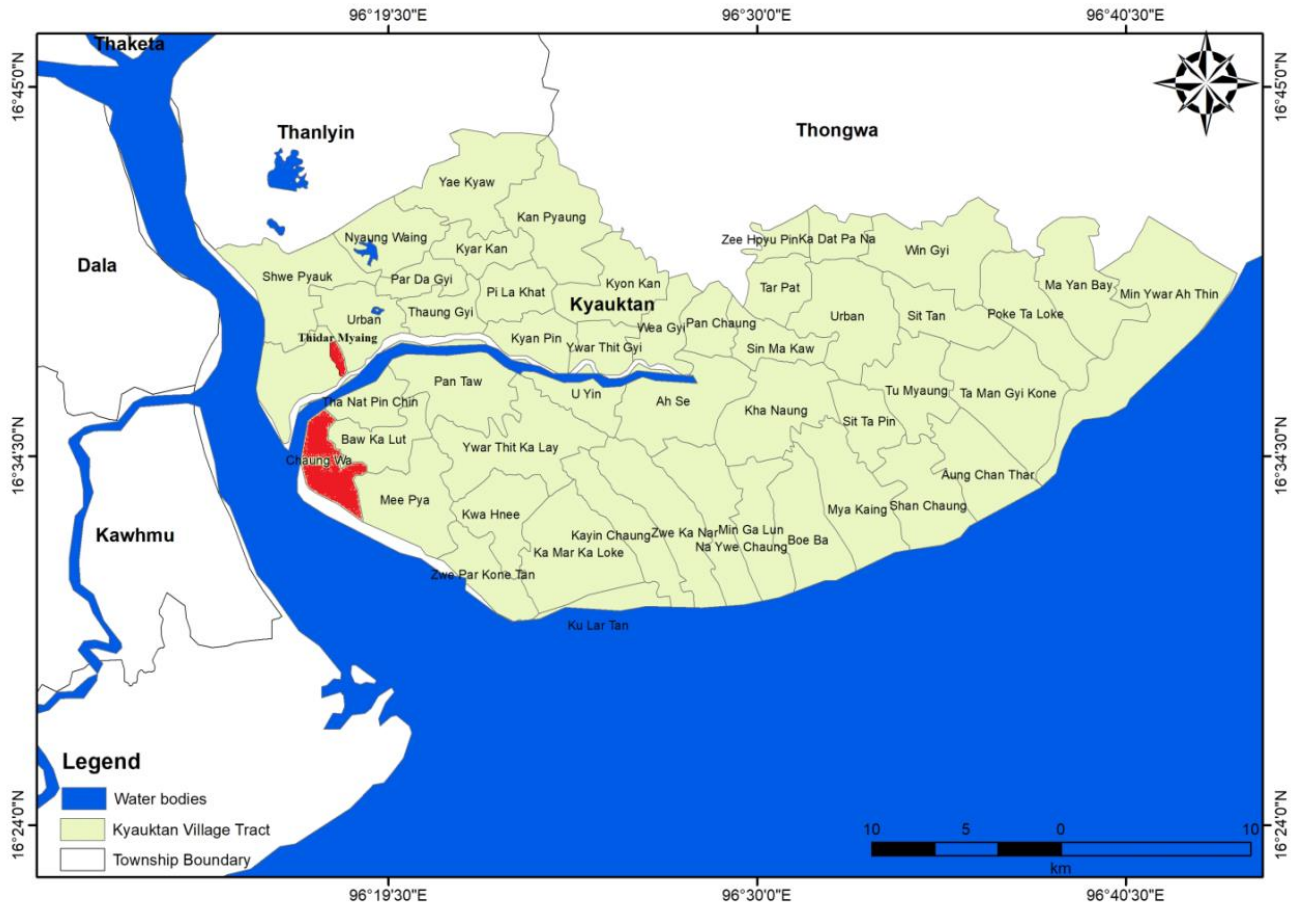 96°19'30"E
96°30'0"E
96°40'30"E
Thaketa
16°45'0"N
16°45'0"N
Thanlyin
Thongwa
Yae Kyaw
Kan Pyaung
Nyaung Waing
Kyar Kan
Zee Hpyu Pin
Ka Dat Pa Na
Win Gyi
Dala
Shwe Pyauk
Par Da Gyi
Pi La Khat
Kyon Kan
Tar Pat
Ma Yan Bay
Min Ywar Ah Thin
Kyauktan
Urban
Thaung Gyi
Wea Gyi
Pan Chaung
Urban
Sit Tan
Poke Ta Loke
Thidar Myaing
Kyan Pin
Ywar Thit Gyi
Sin Ma Kaw
Pan Taw
U Yin
Ah Se
Kha Naung
Tu Myaung
Ta Man Gyi Kone
Tha Nat Pin Chin
Sit Ta Pin
Baw Ka Lut
Ywar Thit Ka Lay
16°34'30"N
16°34'30"N
Chaung Wa
Aung Chan Thar
Mee Pya
Kwa Hnee
Mya Kaing
Shan Chaung
Kawhmu
Kayin Chaung
Zwe Ka Nar
Min Ga Lun
Ka Mar Ka Loke
Na Ywe Chaung
Boe Ba
Zwe Par Kone Tan
Ku Lar Tan
Legend
Water bodies
Kyauktan Village Tract
Township Boundary
16°24'0"N
16°24'0"N
10 5 0 10
km
96°19'30"E
96°30'0"E
96°40'30"E